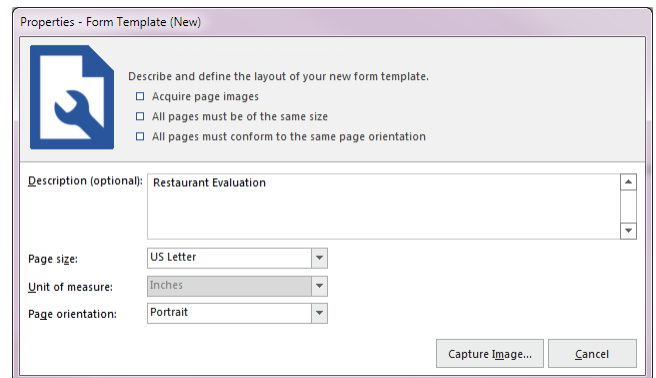 Properties - Form Template (New)
Describe and define the layout of your new form template.
Acquire page images
All pages must be of the same size
All pages must conform to the same page orientation
Description (optional): Restaurant Evaluation
Page size: US Letter
Unit of measure: Inches
Page orientation: Portrait
Capture Image... Cancel